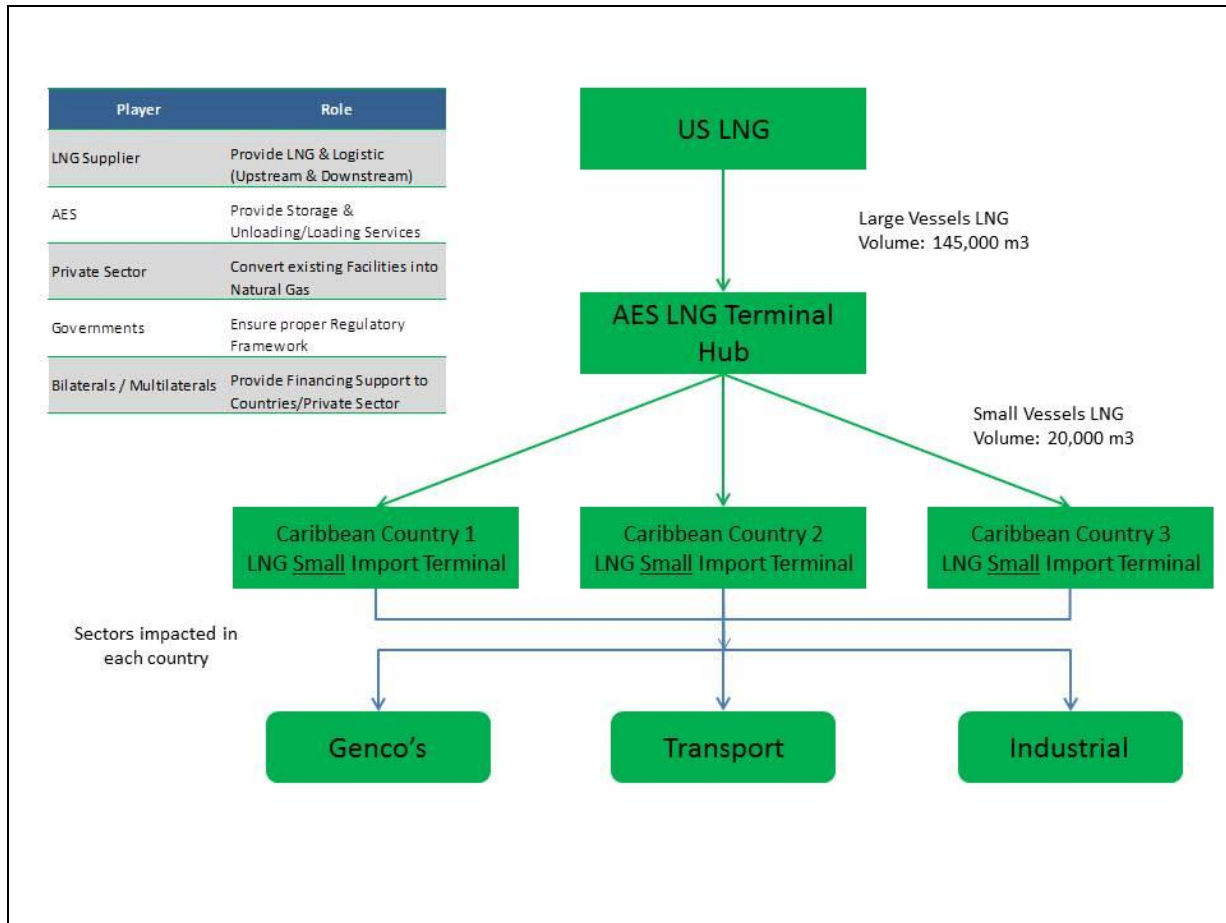 Player Role
LNG Supplier Provide LNG & Logistic
(Upstream & Downstream)
AES Provide Storage &
Unloading/Loading Services
Private Sector Convert existing Facilities into
Natural Gas
Governments Ensure proper Regulatory
Framework
Bilaterals / Multilaterals Provide Financing Support to
Countries/Private Sector
US LNG
Large Vessels LNG
Volume: 145,000 m3
AES LNG Terminal
Hub
Small Vessels LNG
Volume: 20,000 m3
Caribbean Country 1
LNG Small Import Terminal
Caribbean Country 2
LNG Small Import Terminal
Caribbean Country 3
LNG Small Import Terminal
Sectors impacted in
each country
Genco's
Transport
Industrial